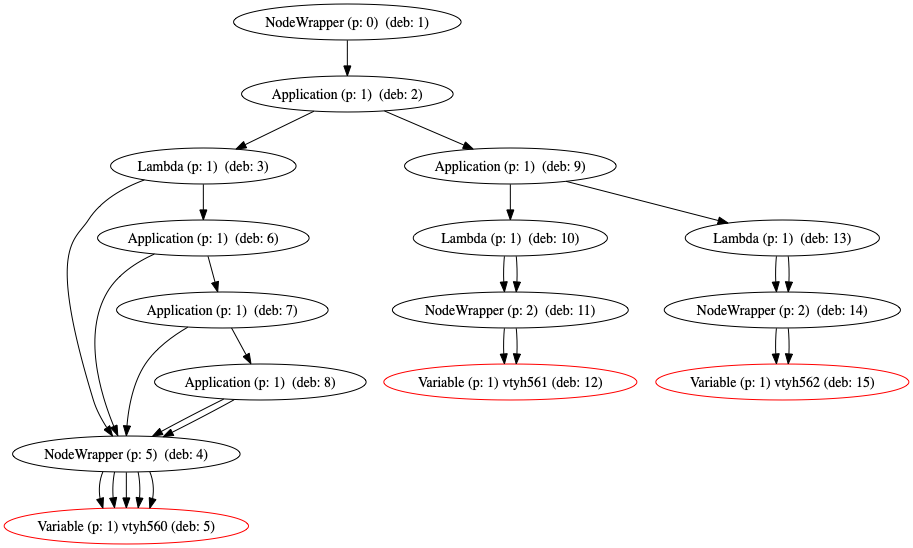 NodeWrapper (p: 0)  (deb: 1)
Application (p: 1)  (deb: 2)
Lambda (p: 1)  (deb: 3)
Application (p: 1)  (deb: 9)
Application (p: 1)  (deb: 6)
Lambda (p: 1)  (deb: 10)
Lambda (p: 1)  (deb: 13)
Application (p: 1)  (deb: 7)
NodeWrapper (p: 2)  (deb: 11)
NodeWrapper (p: 2)  (deb: 14)
Application (p: 1)  (deb: 8)
Variable (p: 1) vtyh561 (deb: 12)
Variable (p: 1) vtyh562 (deb: 15)
NodeWrapper (p: 5)  (deb: 4)
Variable (p: 1) vtyh560 (deb: 5)